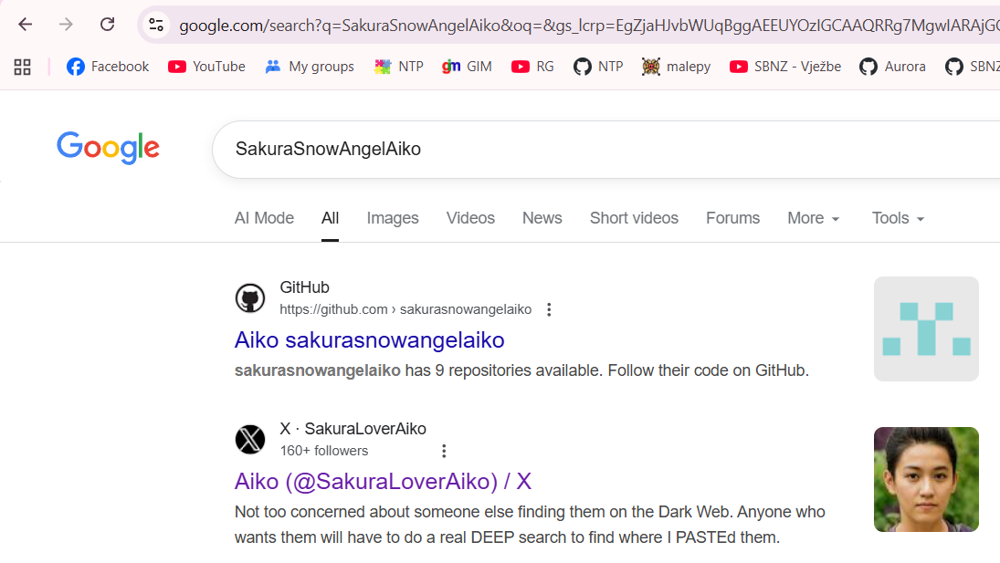 google.com/search?q=SakuraSnowAngelAiko&oq=&gs_lcrp=EgZjaHJvbWUqBggAEEUYOzIGCAAQRRg7MgwIARAjGC
Facebook YouTube My groups NTP GIM RG NTP malepy SBNZ - Vježbe Aurora SBNZ
Google
SakuraSnowAngelAiko
AI Mode All Images Videos News Short videos Forums More Tools
GitHub
https://github.com › sakurasnowangelaiko
Aiko sakurasnowangelaiko
sakurasnowangelaiko has 9 repositories available. Follow their code on GitHub.
X · SakuraLoverAiko
160+ followers
Aiko (@SakuraLoverAiko) / X
Not too concerned about someone else finding them on the Dark Web. Anyone who
wants them will have to do a real DEEP search to find where I PASTEd them.